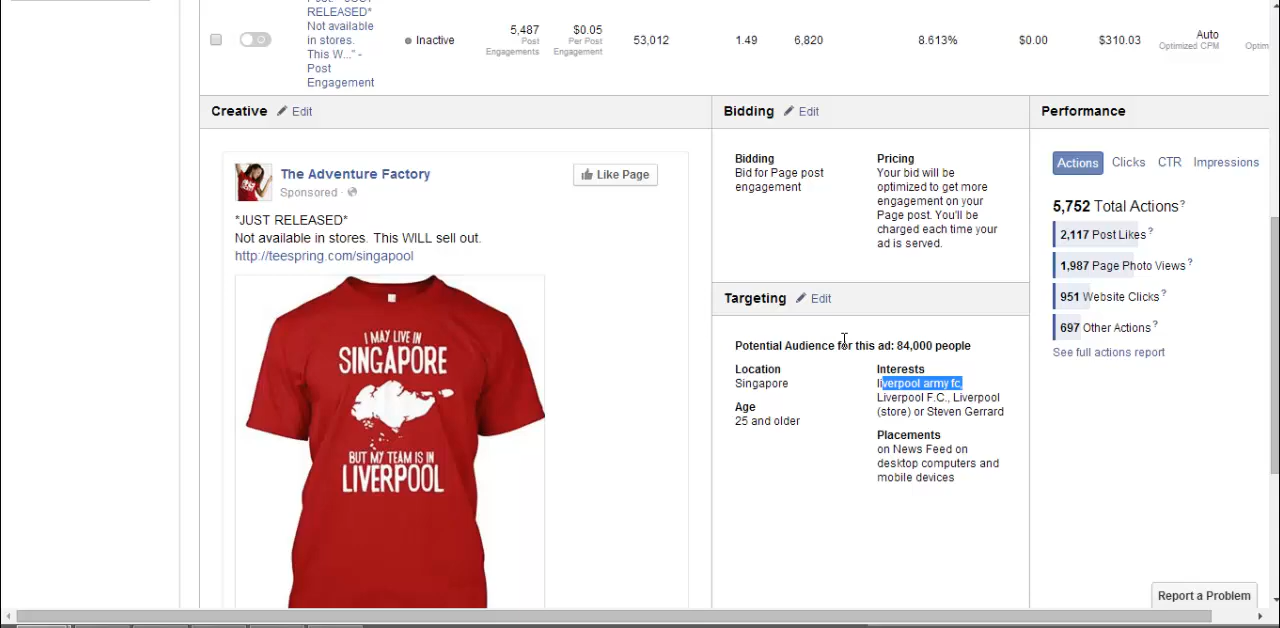 Post: "*JUST
RELEASED*
Not available
in stores.
This W..." -
Post
Engagement
Inactive
5,487
Post
Engagements
$0.05
Per Post
Engagement
53,012
1.49
6,820
8.613%
$0.00
$310.03
Auto
Optimized CPM
Optim
Creative Edit
Bidding Edit
Performance
The Adventure Factory
Sponsored ·
Like Page
*JUST RELEASED*
Not available in stores. This WILL sell out.
http://teespring.com/singapool
I MAY LIVE IN
SINGAPORE
BUT MY TEAM IS IN
LIVERPOOL
Bidding
Bid for Page post
engagement
Pricing
Your bid will be
optimized to get more
engagement on your
Page post. You'll be
charged each time your
ad is served.
Targeting Edit
Potential Audience for this ad: 84,000 people
Location
Singapore
Age
25 and older
Interests
liverpool army fc,
Liverpool F.C., Liverpool
(store) or Steven Gerrard
Placements
on News Feed on
desktop computers and
mobile devices
Actions Clicks CTR Impressions
5,752 Total Actions ?
2,117 Post Likes ?
1,987 Page Photo Views ?
951 Website Clicks ?
697 Other Actions ?
See full actions report
Report a Problem